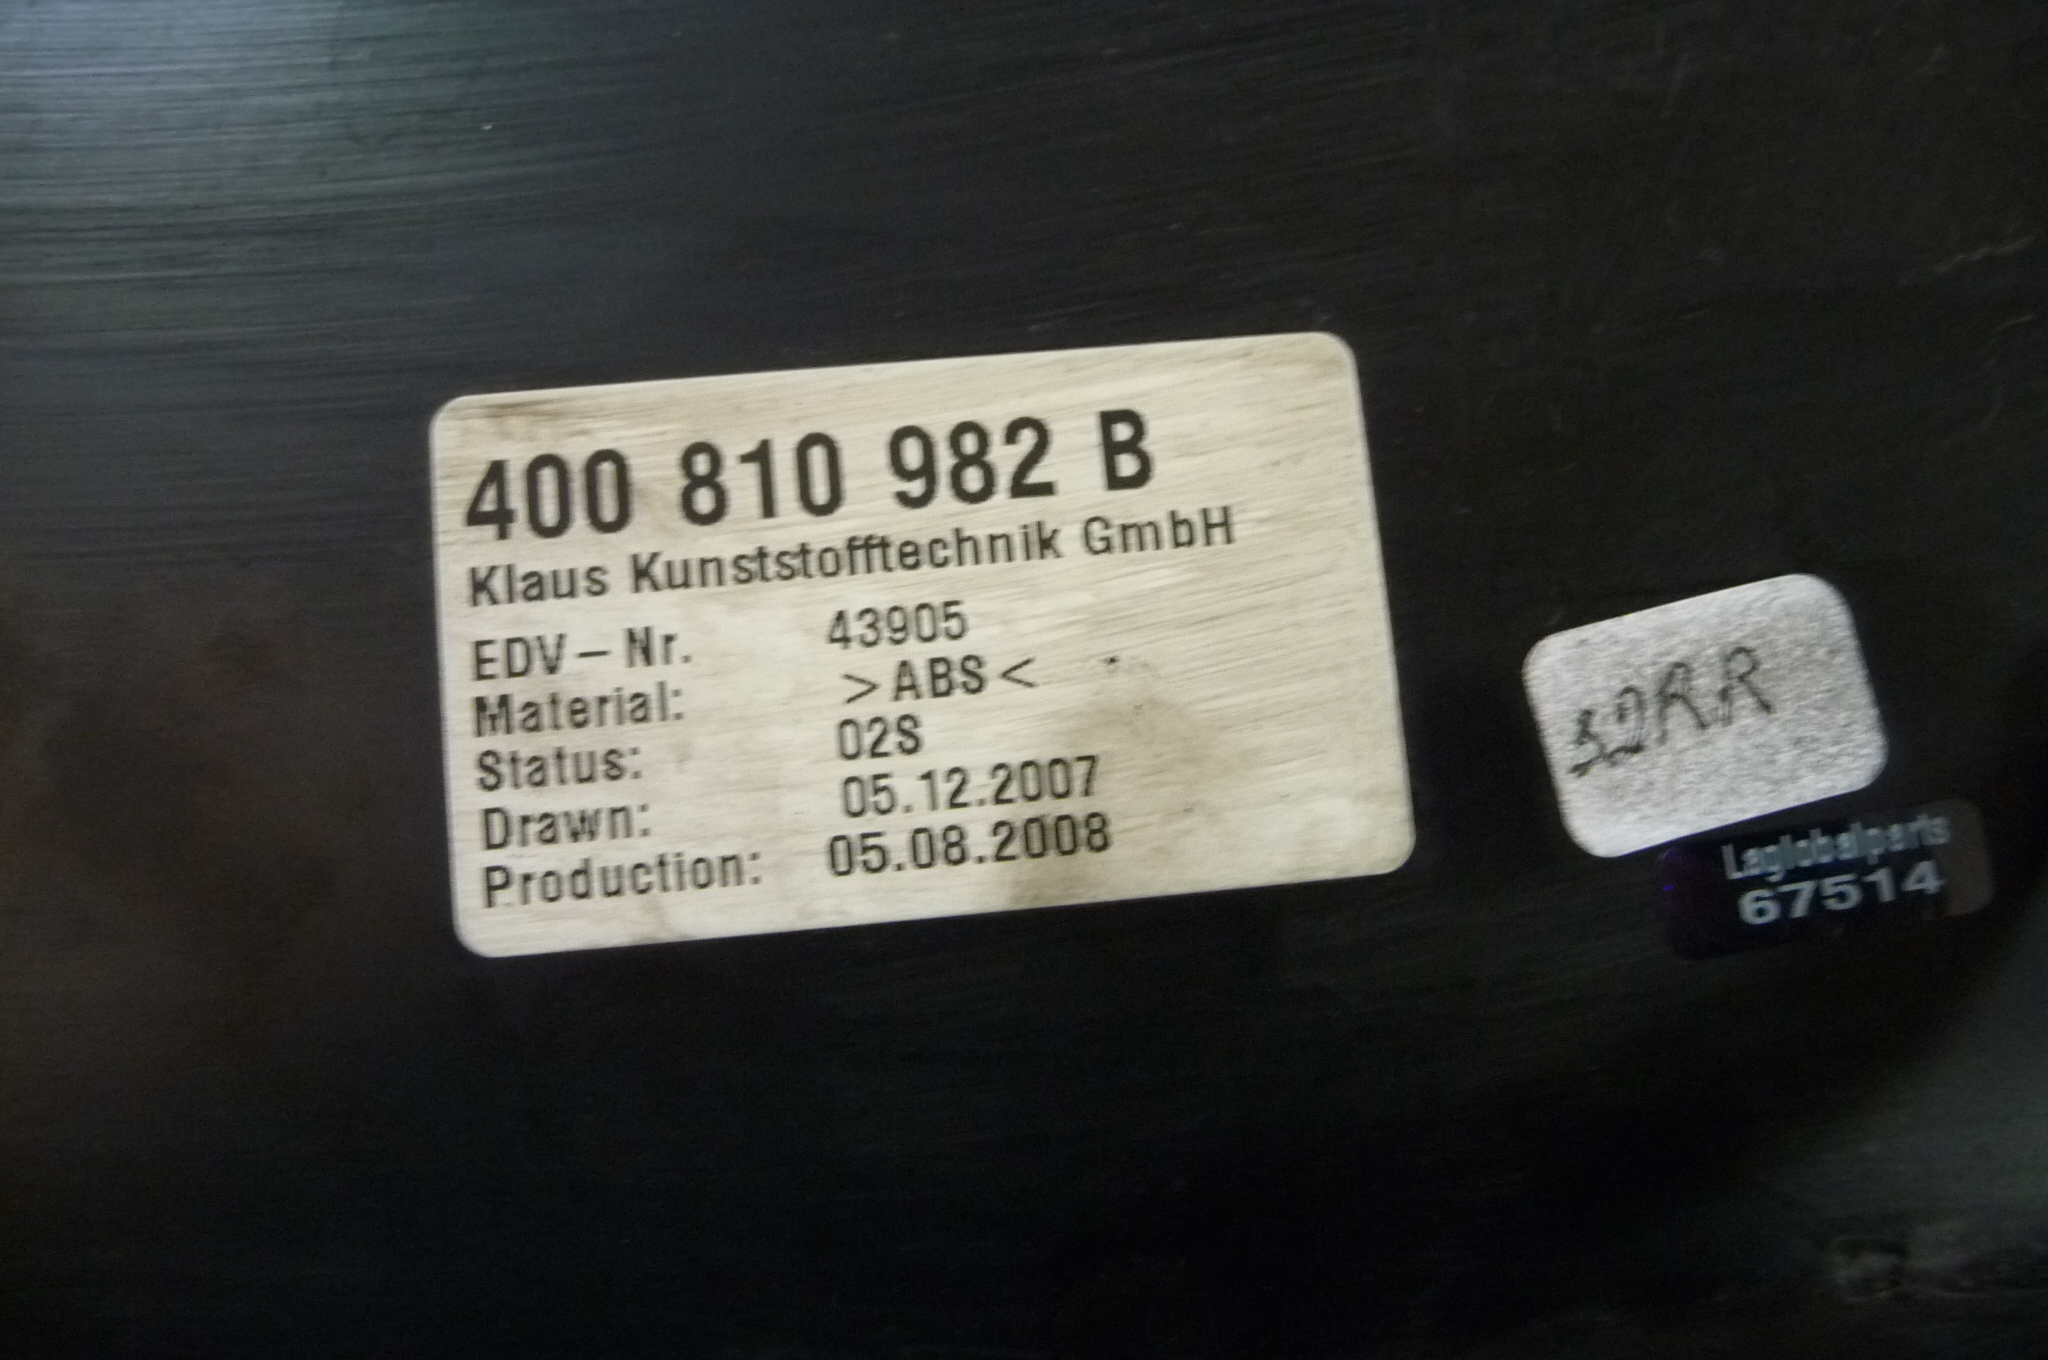 400 810 982 B
Klaus Kunststofftechnik GmbH
EDV-Nr. 43905
Material: >ABS<
Status: 02S
Drawn: 05.12.2007
Production: 05.08.2008
Laglobalparts
67514